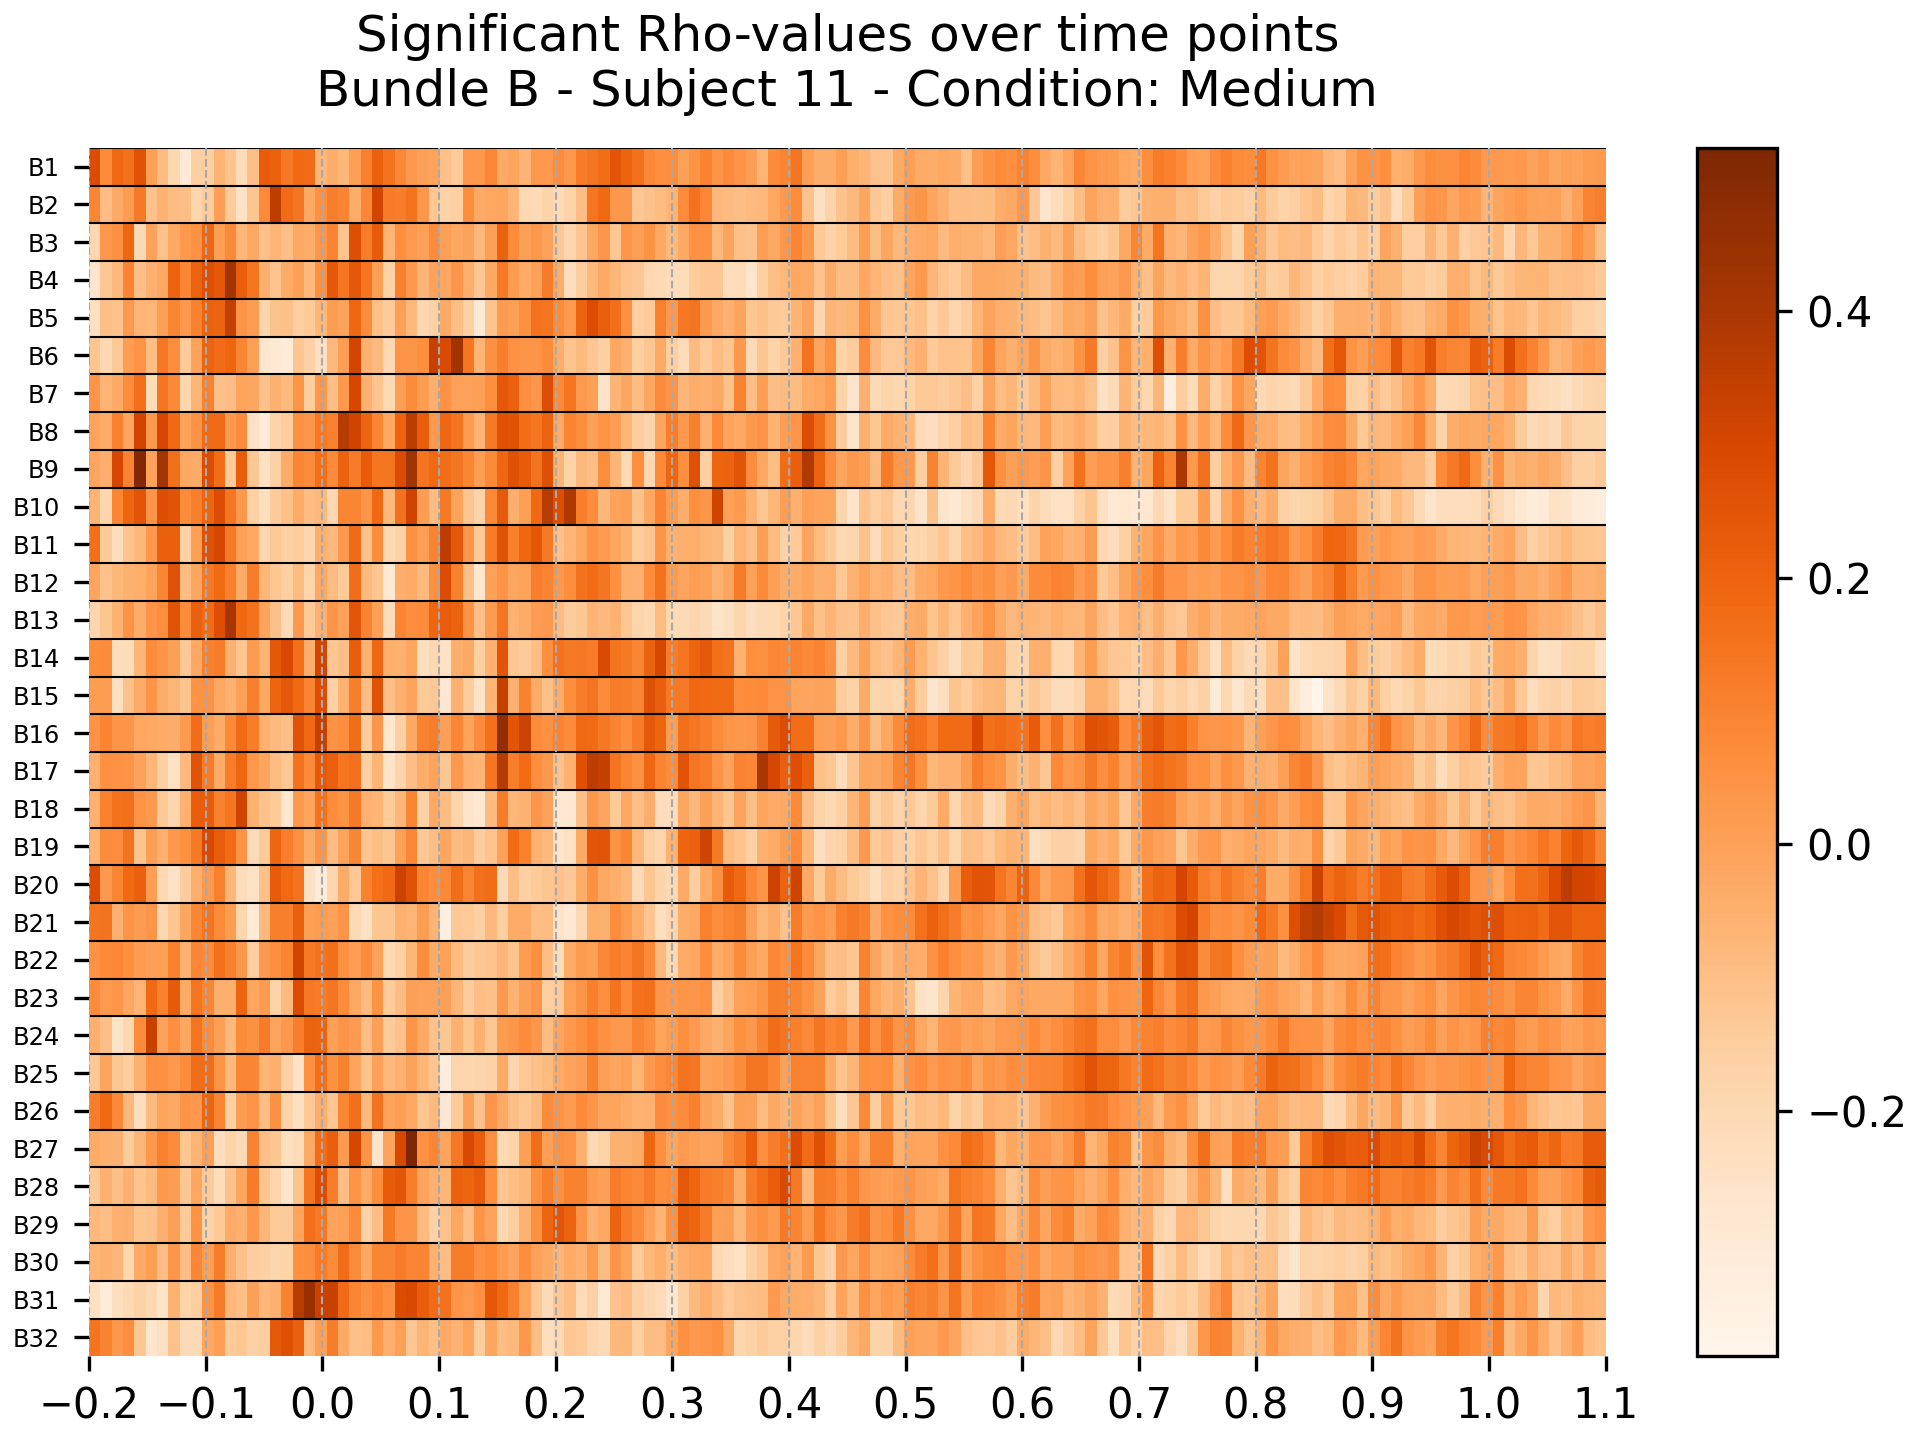 Significant Rho-values over time points
Bundle B - Subject 11 - Condition: Medium
B1
B2
B3
B4
B5
B6
B7
B8
B9
B10
B11
B12
B13
B14
B15
B16
B17
B18
B19
B20
B21
B22
B23
B24
B25
B26
B27
B28
B29
B30
B31
B32
−0.2 −0.1 0.0 0.1 0.2 0.3 0.4 0.5 0.6 0.7 0.8 0.9 1.0 1.1
0.4
0.2
0.0
−0.2